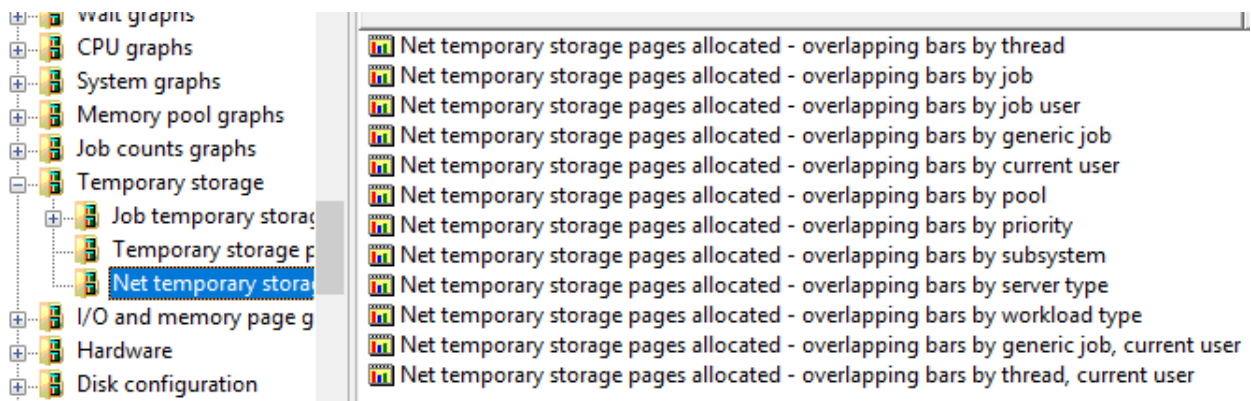 Wait graphs
CPU graphs
System graphs
Memory pool graphs
Job counts graphs
Temporary storage
Job temporary storag
Temporary storage p
Net temporary storag
I/O and memory page g
Hardware
Disk configuration
Net temporary storage pages allocated - overlapping bars by thread
Net temporary storage pages allocated - overlapping bars by job
Net temporary storage pages allocated - overlapping bars by job user
Net temporary storage pages allocated - overlapping bars by generic job
Net temporary storage pages allocated - overlapping bars by current user
Net temporary storage pages allocated - overlapping bars by pool
Net temporary storage pages allocated - overlapping bars by priority
Net temporary storage pages allocated - overlapping bars by subsystem
Net temporary storage pages allocated - overlapping bars by server type
Net temporary storage pages allocated - overlapping bars by workload type
Net temporary storage pages allocated - overlapping bars by generic job, current user
Net temporary storage pages allocated - overlapping bars by thread, current user